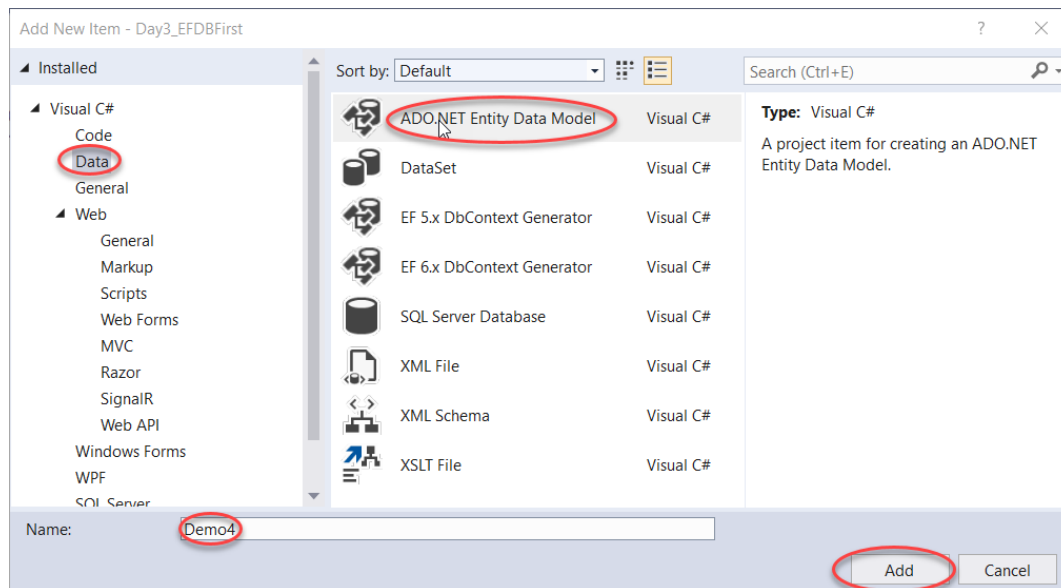 Add New Item - Day3_EFDBFirst
Installed
Visual C#
Code
Data
General
Web
General
Markup
Scripts
Web Forms
MVC
Razor
SignalR
Web API
Windows Forms
WPF
SQL Server
Sort by: Default
Search (Ctrl+E)
ADO.NET Entity Data Model Visual C#
DataSet Visual C#
EF 5.x DbContext Generator Visual C#
EF 6.x DbContext Generator Visual C#
SQL Server Database Visual C#
XML File Visual C#
XML Schema Visual C#
XSLT File Visual C#
Type: Visual C#
A project item for creating an ADO.NET
Entity Data Model.
Name: Demo4
Add Cancel